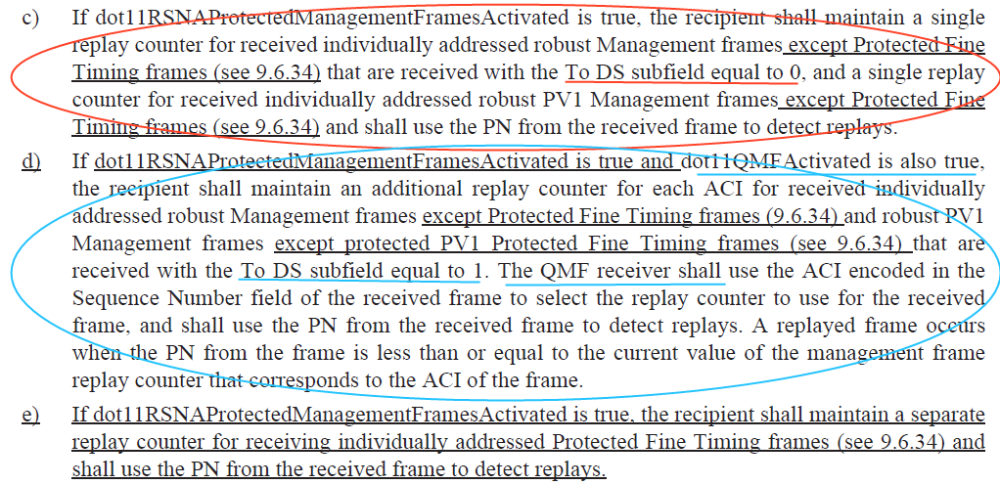 c) If dot11RSNAProtectedManagementFramesActivated is true, the recipient shall maintain a single
replay counter for received individually addressed robust Management frames except Protected Fine
Timing frames (see 9.6.34) that are received with the To DS subfield equal to 0, and a single replay
counter for received individually addressed robust PV1 Management frames except Protected Fine
Timing frames (see 9.6.34) and shall use the PN from the received frame to detect replays.
d) If dot11RSNAProtectedManagementFramesActivated is true and dot11QMFActivated is also true,
the recipient shall maintain an additional replay counter for each ACI for received individually
addressed robust Management frames except Protected Fine Timing frames (9.6.34) and robust PV1
Management frames except protected PV1 Protected Fine Timing frames (see 9.6.34) that are
received with the To DS subfield equal to 1. The QMF receiver shall use the ACI encoded in the
Sequence Number field of the received frame to select the replay counter to use for the received
frame, and shall use the PN from the received frame to detect replays. A replayed frame occurs
when the PN from the frame is less than or equal to the current value of the management frame
replay counter that corresponds to the ACI of the frame.
e) If dot11RSNAProtectedManagementFramesActivated is true, the recipient shall maintain a separate
replay counter for receiving individually addressed Protected Fine Timing frames (see 9.6.34) and
shall use the PN from the received frame to detect replays.